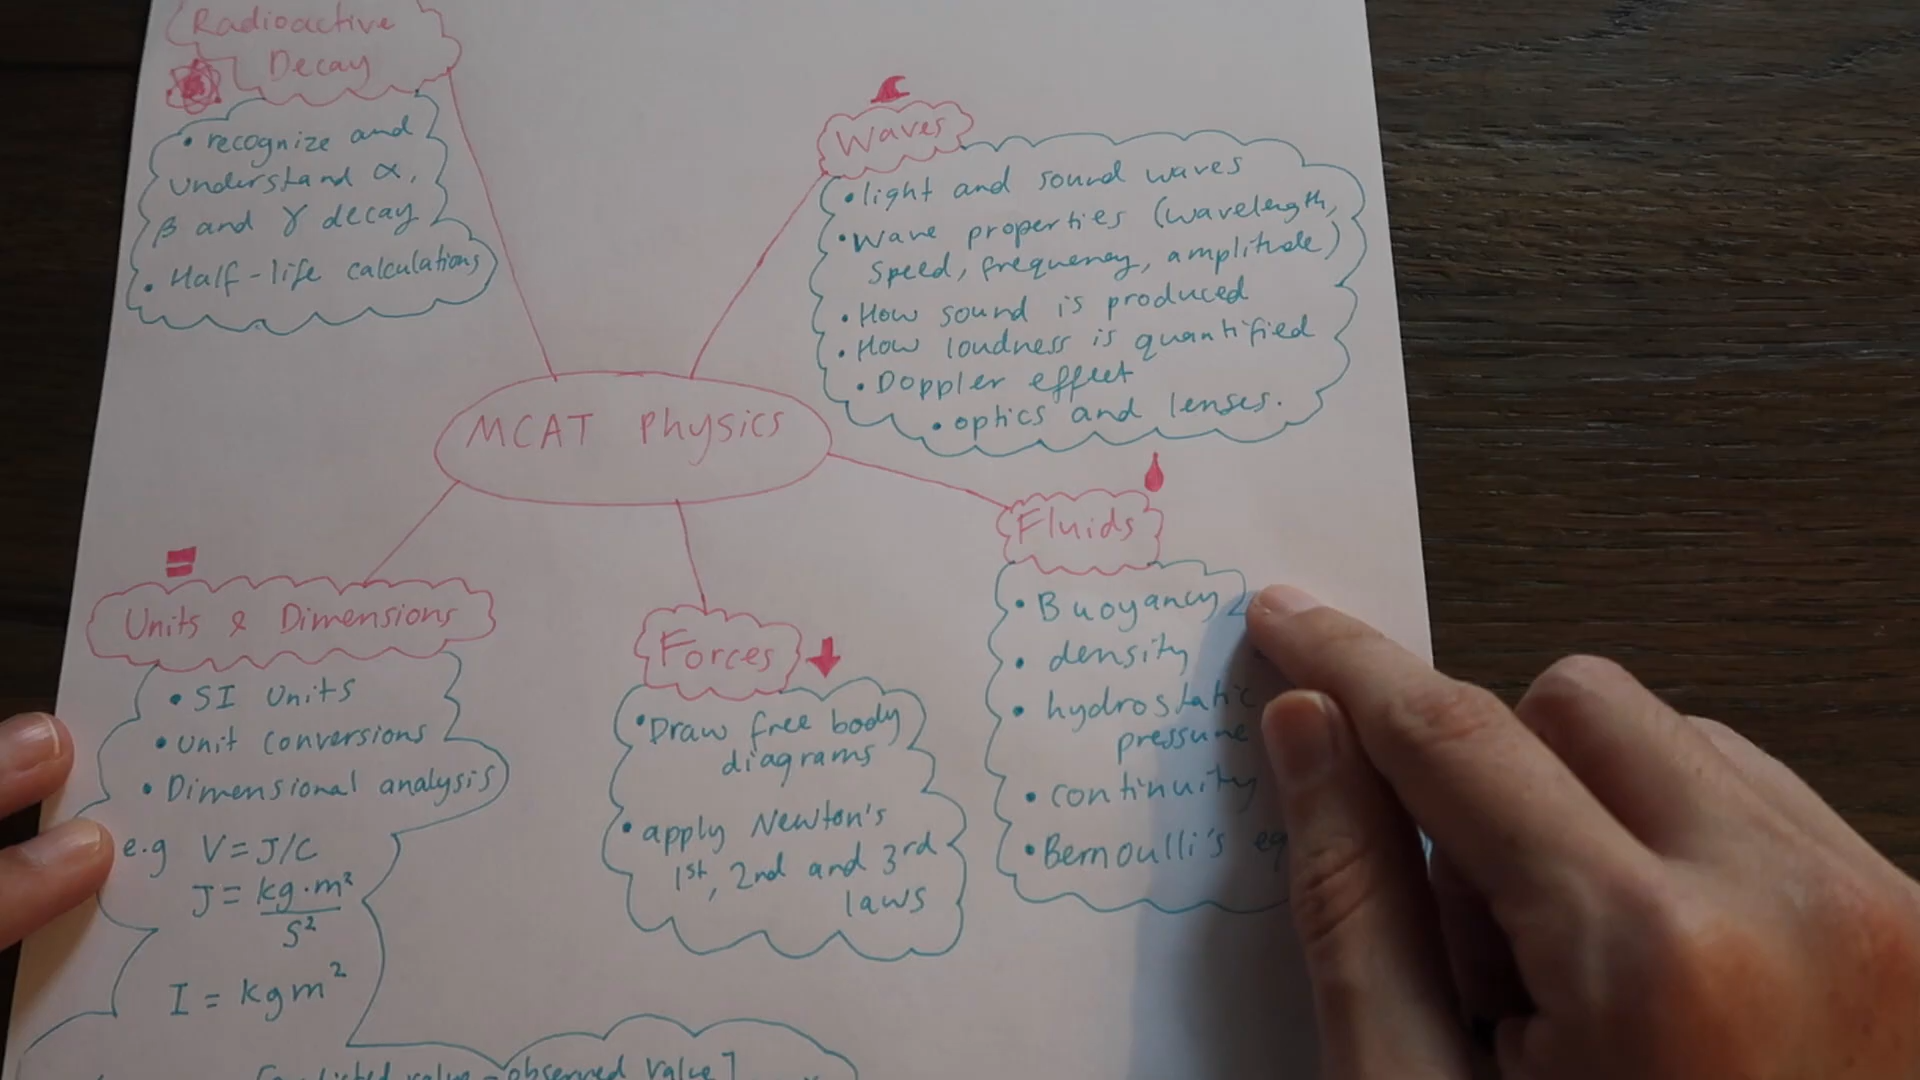 Radioactive
Decay
• recognize and
understand α,
β and γ decay
• Half-life calculations
Waves
• light and sound waves
• Wave properties (wavelength,
speed, frequency, amplitude)
• How sound is produced
• How loudness is quantified
• Doppler effect
• optics and lenses.
MCAT Physics
Fluids
• Buoyancy
• density
• hydrostatic
pressure
• continuity
• Bernoulli's
Units & Dimensions
• SI Units
• Unit conversions
• Dimensional analysis
e.g V = J/C
J = kg·m²
s²
I = kgm²
Forces
• Draw free body
diagrams
• apply Newton's
1st, 2nd and 3rd
laws
value - observed value]